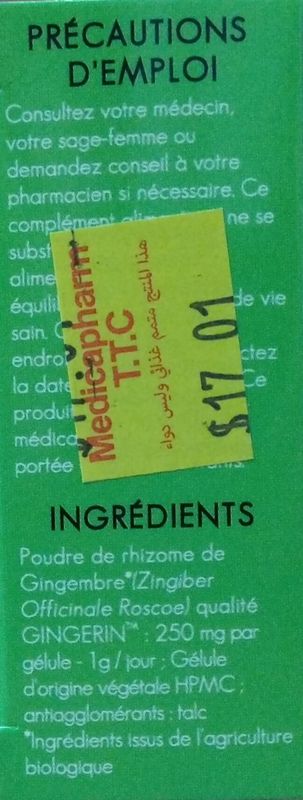 PRÉCAUTIONS
D'EMPLOI
Consultez votre médecin,
votre sage-femme ou
demandez conseil à votre
pharmacien si nécessaire. Ce
complément ne se
subst
alime
équili de vie
sain.
endro ctez
la date Ce
produi
médica
portée
Medicapharm
T.T.C
هذا المنتج متمم غذائي وليس دواء
$17 01
INGRÉDIENTS
Poudre de rhizome de
Gingembre*(Zingiber
Officinale Roscoe) qualité
GINGERIN™ : 250 mg par
gélule - 1g / jour ; Gélule
d'origine végétale HPMC ;
antiagglomérants : talc
*Ingrédients issus de l'agriculture
biologique